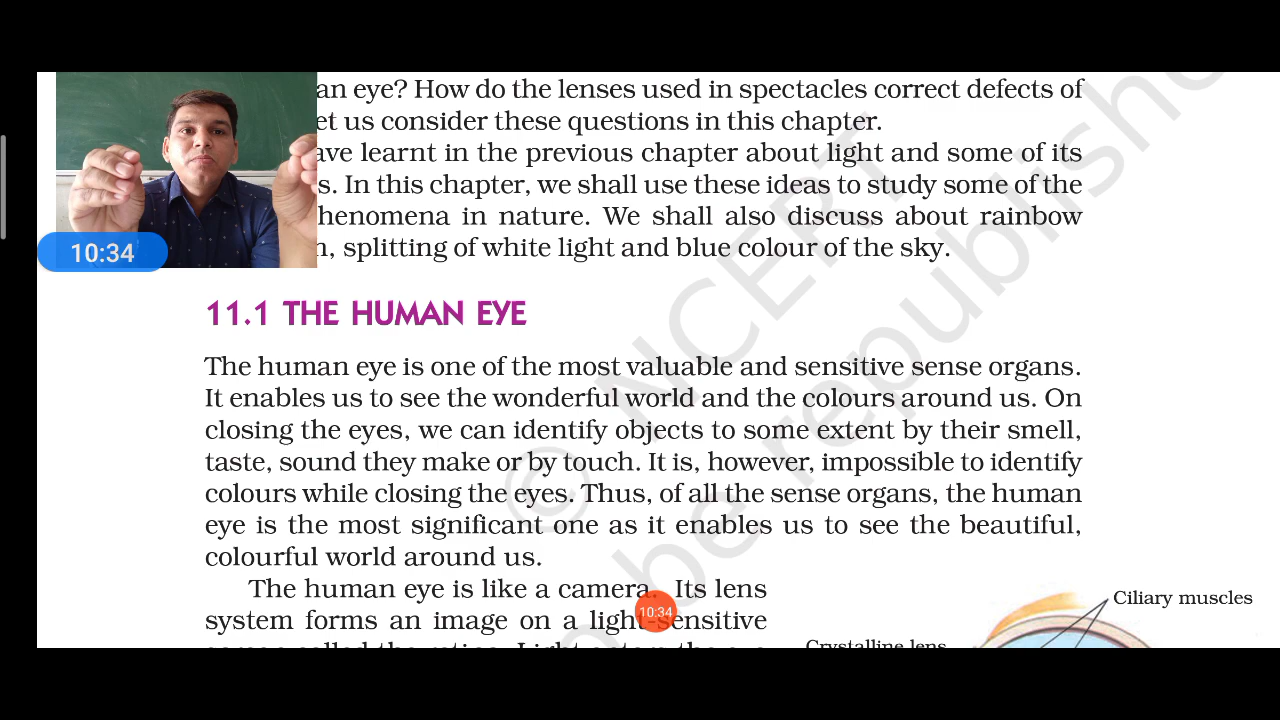 an eye? How do the lenses used in spectacles correct defects of
et us consider these questions in this chapter.
ave learnt in the previous chapter about light and some of its
s. In this chapter, we shall use these ideas to study some of the
henomena in nature. We shall also discuss about rainbow
n, splitting of white light and blue colour of the sky.
10:34
11.1 THE HUMAN EYE
The human eye is one of the most valuable and sensitive sense organs.
It enables us to see the wonderful world and the colours around us. On
closing the eyes, we can identify objects to some extent by their smell,
taste, sound they make or by touch. It is, however, impossible to identify
colours while closing the eyes. Thus, of all the sense organs, the human
eye is the most significant one as it enables us to see the beautiful,
colourful world around us.
The human eye is like a camera. Its lens
system forms an image on a light-sensitive
10:34
Ciliary muscles
Crystalline lens
© NCERT
be republished